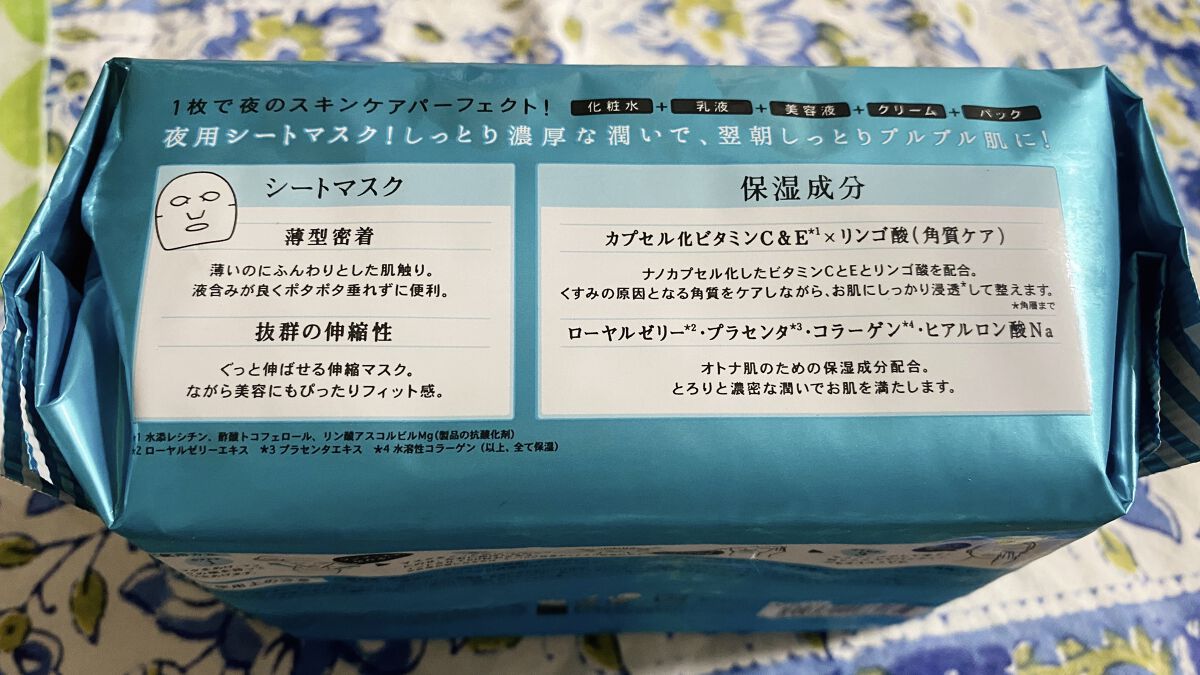 1枚で夜のスキンケアパーフェクト! 化粧水 + 乳液 + 美容液 + クリーム + パック
夜用シートマスク!しっとり濃厚な潤いで、翌朝しっとりプルプル肌に!
シートマスク
薄型密着
薄いのにふんわりとした肌触り。
液含みが良くポタポタ垂れずに便利。
抜群の伸縮性
ぐっと伸ばせる伸縮マスク。
ながら美容にもぴったりフィット感。
保湿成分
カプセル化ビタミンC&E*1×リンゴ酸(角質ケア)
ナノカプセル化したビタミンCとEとリンゴ酸を配合。
くすみの原因となる角質をケアしながら、お肌にしっかり浸透*して整えます。
*角層まで
ローヤルゼリー*2・プラセンタ*3・コラーゲン*4・ヒアルロン酸Na
オトナ肌のための保湿成分配合。
とろりと濃密な潤いでお肌を満たします。
*1 水添レシチン、酢酸トコフェロール、リン酸アスコルビルMg(製品の抗酸化剤)
*2 ローヤルゼリーエキス *3 プラセンタエキス *4 水溶性コラーゲン (以上、全て保湿)